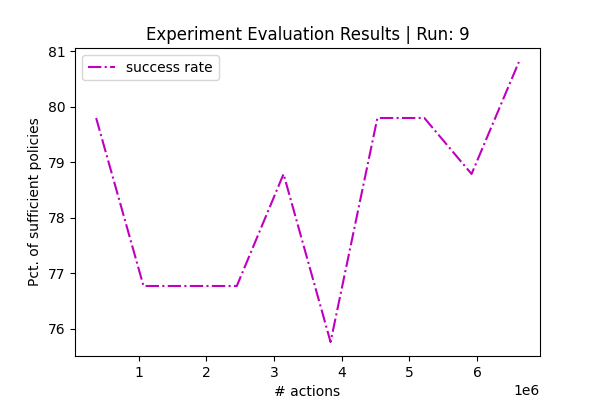 Experiment Evaluation Results | Run: 9
success rate
Pct. of sufficient policies
81
80
79
78
77
76
1 2 3 4 5 6
1e6
# actions